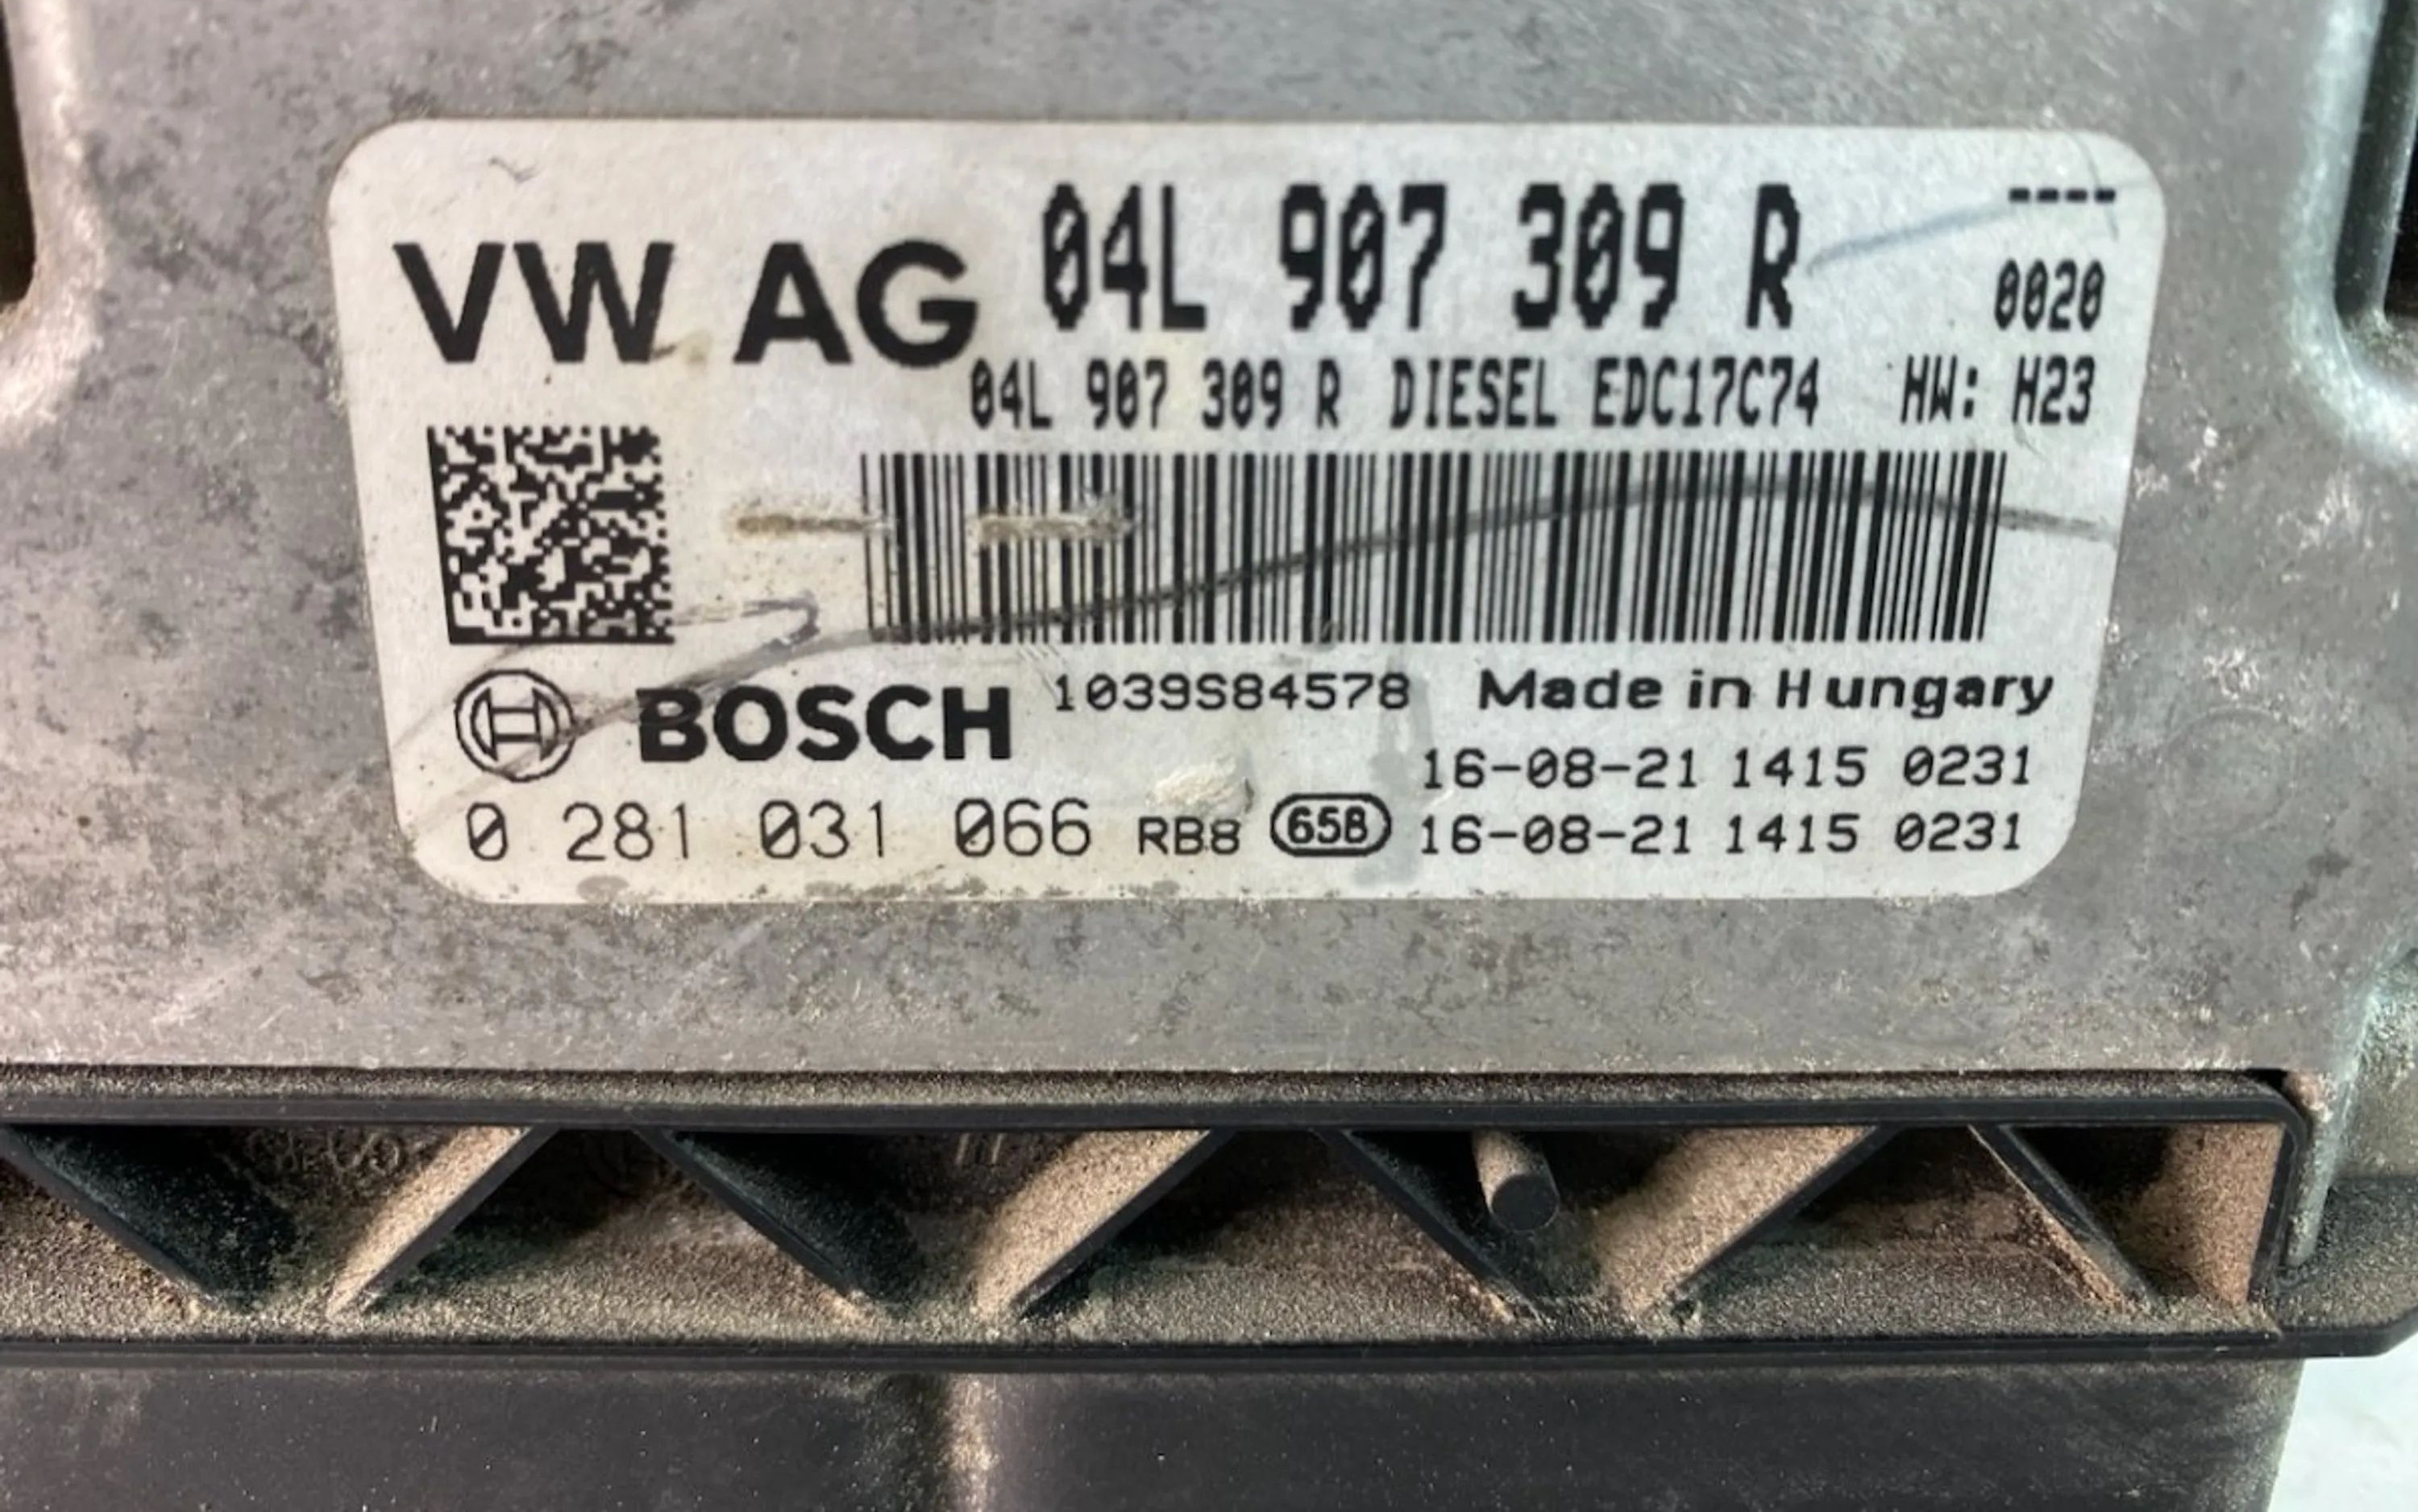 VW AG 04L 907 309 R ----
0020
04L 907 309 R DIESEL EDC17C74 HW: H23
BOSCH 1039S84578 Made in Hungary
16-08-21 1415 0231
0 281 031 066 RB8 65B 16-08-21 1415 0231